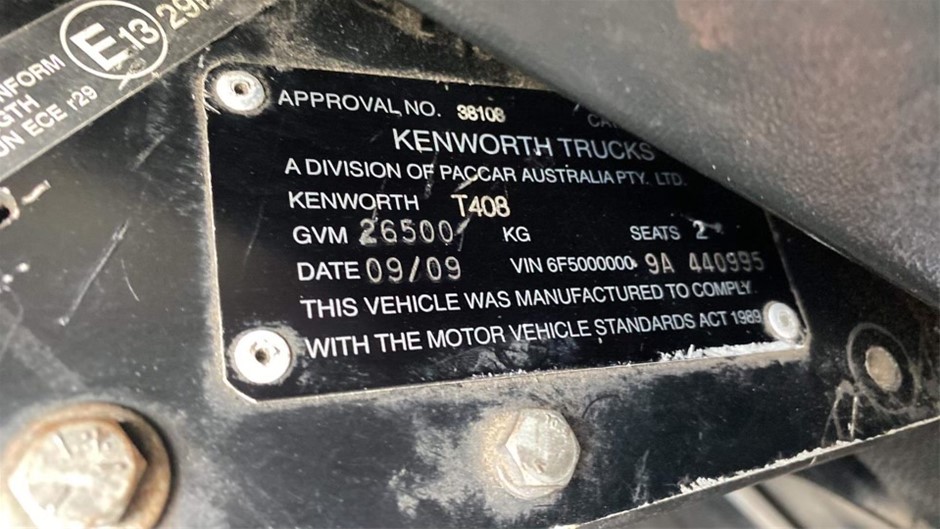 NFORM
GTH
UN ECE r29
E13 29R
APPROVAL NO. 38108
KENWORTH TRUCKS
A DIVISION OF PACCAR AUSTRALIA PTY. LTD.
KENWORTH T408
GVM 26500 KG SEATS 2
DATE 09/09 VIN 6F5000000 9A 440995
THIS VEHICLE WAS MANUFACTURED TO COMPLY
WITH THE MOTOR VEHICLE STANDARDS ACT 1989